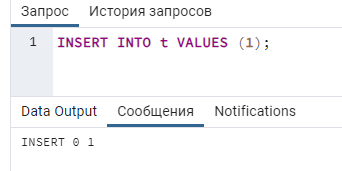 Запрос История запросов
1 INSERT INTO t VALUES (1);
Data Output Сообщения Notifications
INSERT 0 1